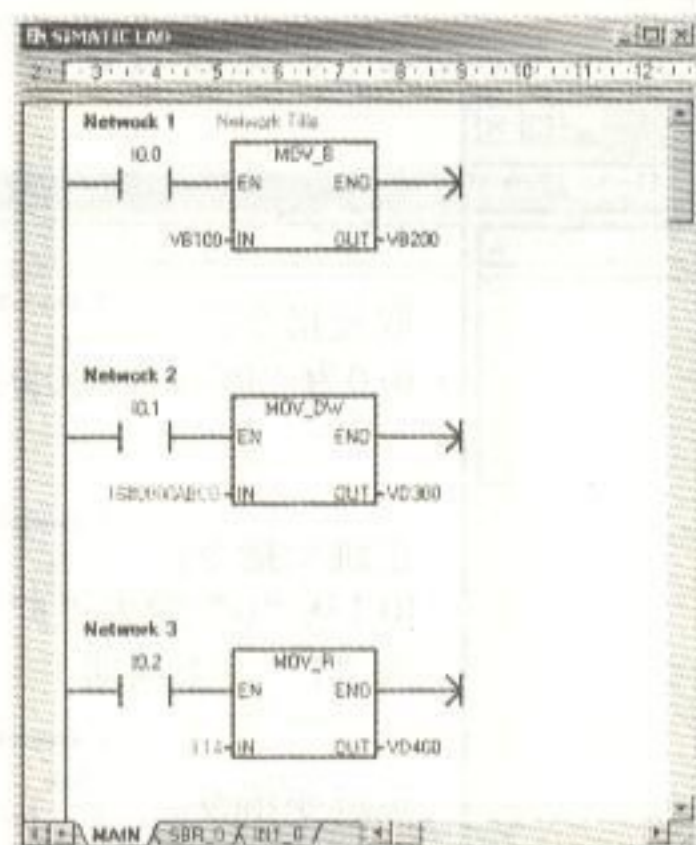 SIMATIC LAD
3 4 5 6 7 8 9 10 11 12
Network 1 Network Title
I0.0
MOV_B
EN ENO
VB100 IN OUT VB200
Network 2
I0.1
MOV_DW
EN ENO
IN OUT VD300
Network 3
I0.2
MOV_R
EN ENO
IN OUT VD400
MAIN SBR_0 INT_0